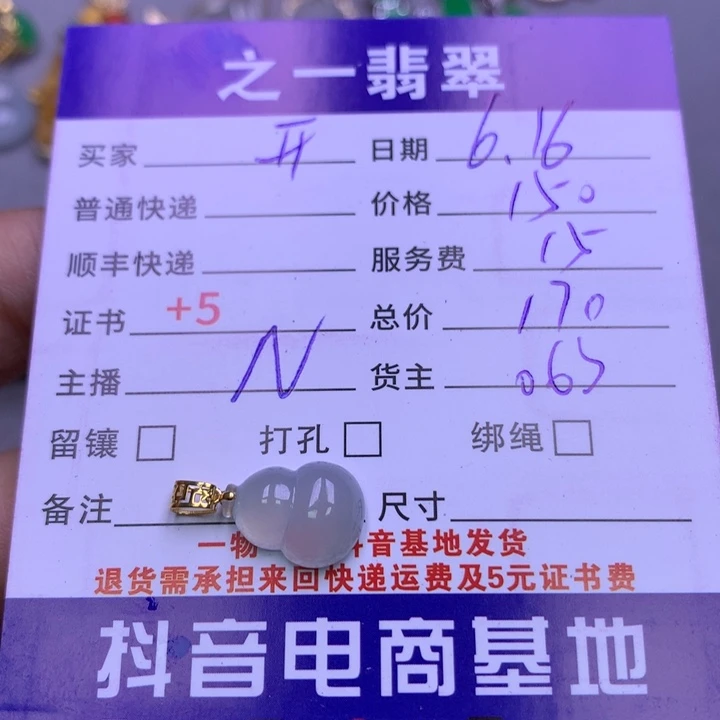 之一翡翠
买家 开 日期 6.16
普通快递 价格 150
顺丰快递 服务费 15
证书 +5 总价 170
主播 N 货主 065
留镶 打孔 绑绳
备注 尺寸
一物 音基地发货
退货需承担来回快递运费及5元证书费
抖音电商基地